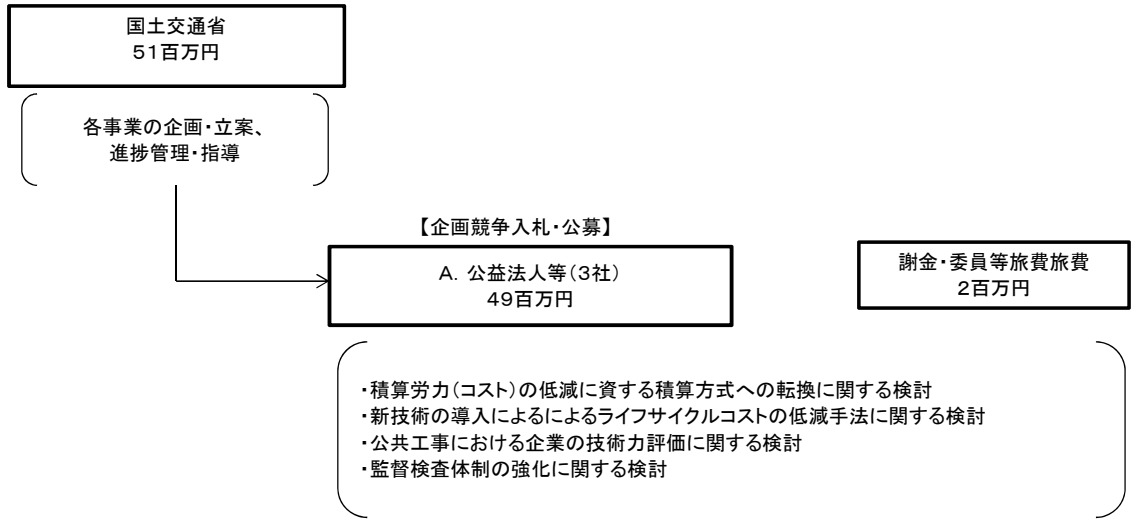 国土交通省
51百万円
各事業の企画・立案、
進捗管理・指導
【企画競争入札・公募】
A. 公益法人等(3社)
49百万円
謝金・委員等旅費旅費
2百万円
・積算労力(コスト)の低減に資する積算方式への転換に関する検討
・新技術の導入によるによるライフサイクルコストの低減手法に関する検討
・公共工事における企業の技術力評価に関する検討
・監督検査体制の強化に関する検討